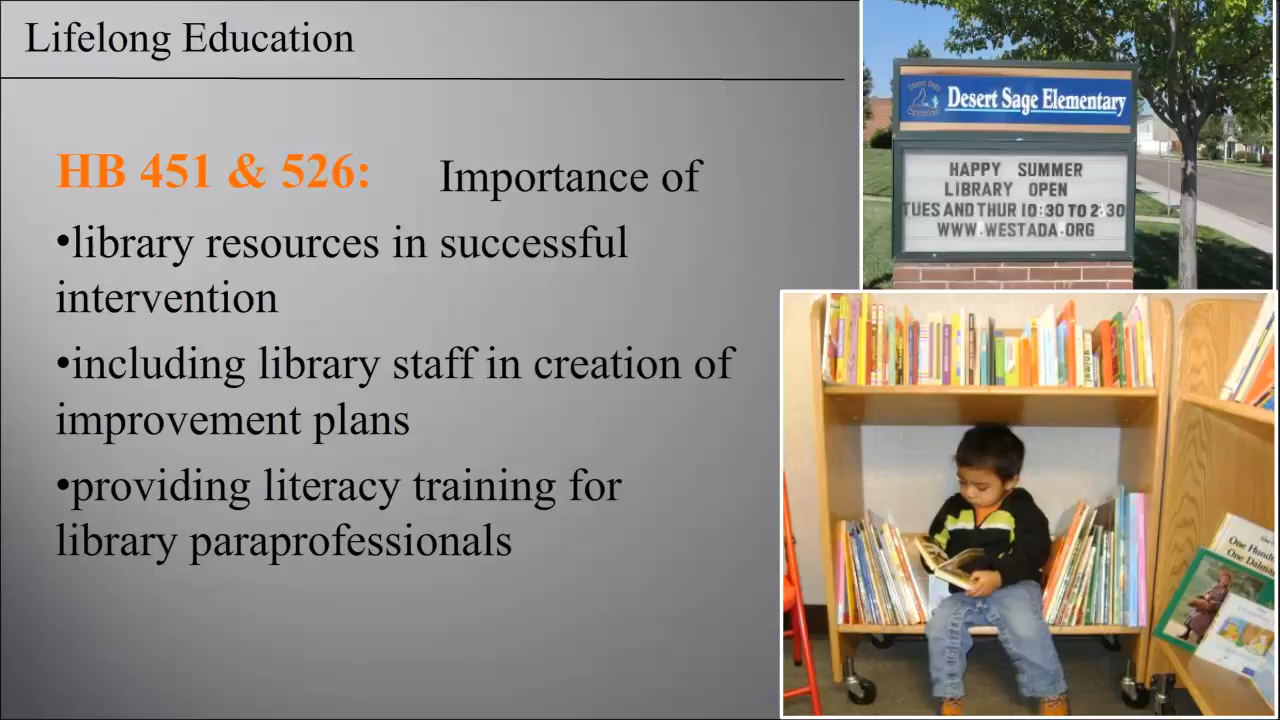 Lifelong Education
HB 451 & 526: Importance of
•library resources in successful
intervention
•including library staff in creation of
improvement plans
•providing literacy training for
library paraprofessionals
Desert Sage Elementary
HAPPY SUMMER
LIBRARY OPEN
TUES AND THUR 10:30 TO 2:30
WWW.WESTADA.ORG
One Hundr
One Dalma